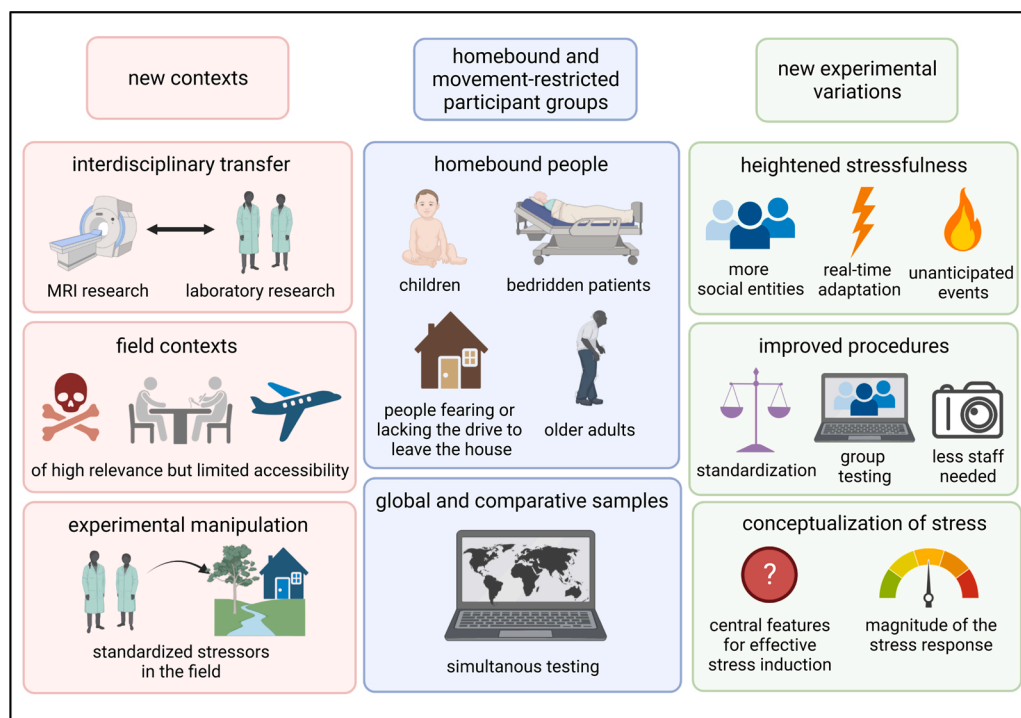 new contexts
interdisciplinary transfer
MRI research
laboratory research
field contexts
of high relevance but limited accessibility
experimental manipulation
standardized stressors
in the field
homebound and
movement-restricted
participant groups
homebound people
children
bedridden patients
people fearing or
lacking the drive to
leave the house
older adults
global and comparative samples
simultanous testing
new experimental
variations
heightened stressfulness
more
social entities
real-time
adaptation
unanticipated
events
improved procedures
standardization
group
testing
less staff
needed
conceptualization of stress
?
central features
for effective
stress induction
magnitude of the
stress response